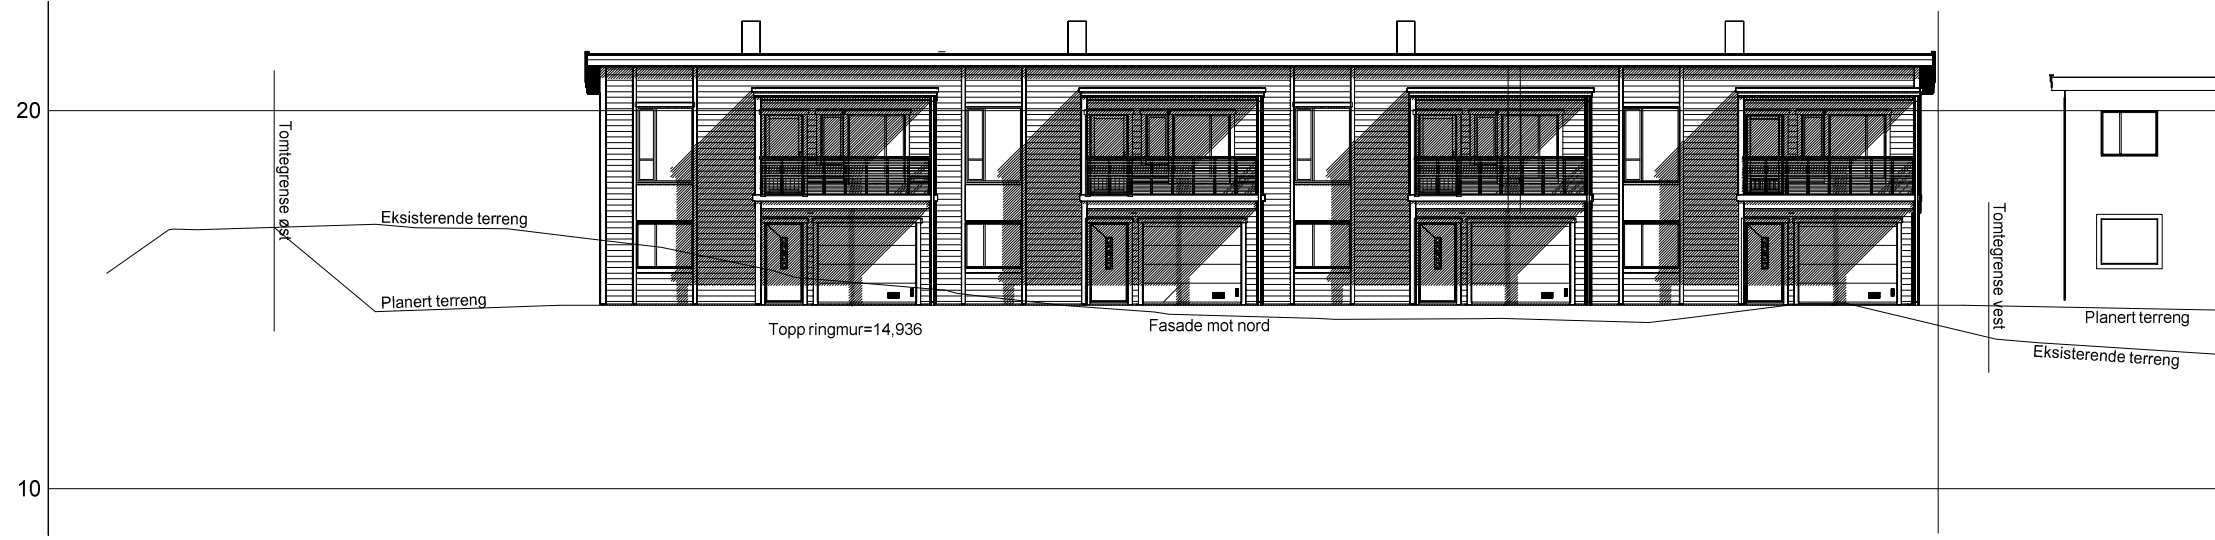 20
Tomtegrense øst
Eksisterende terreng
Planert terreng
Topp ringmur=14,936
Fasade mot nord
Tomtegrense vest
Planert terreng
Eksisterende terreng
10